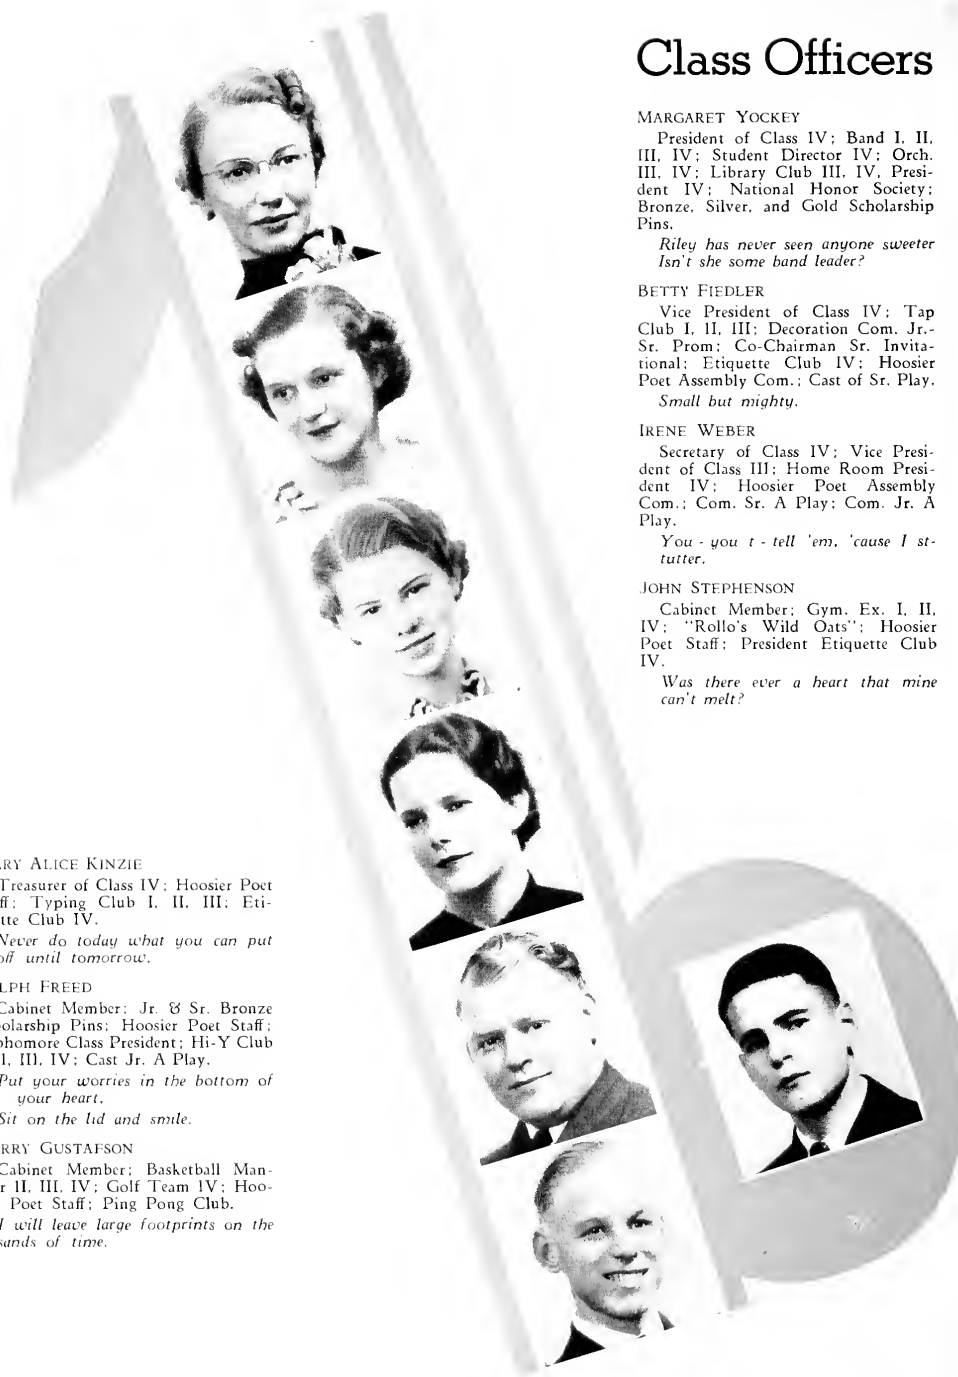 Class Officers
MARGARET YOCKEY
President of Class IV; Band I, II,
III, IV; Student Director IV; Orch.
III, IV; Library Club III, IV, Presi-
dent IV; National Honor Society;
Bronze, Silver, and Gold Scholarship
Pins.
Riley has never seen anyone sweeter
Isn't she some band leader?
BETTY FIEDLER
Vice President of Class IV; Tap
Club I, II, III; Decoration Com. Jr.-
Sr. Prom; Co-Chairman Sr. Invita-
tional; Etiquette Club IV; Hoosier
Poet Assembly Com.; Cast of Sr. Play.
Small but mighty.
IRENE WEBER
Secretary of Class IV; Vice Presi-
dent of Class III; Home Room Presi-
dent IV; Hoosier Poet Assembly
Com.; Com. Sr. A Play; Com. Jr. A
Play.
You - you t - tell 'em, 'cause I st-
tutter.
JOHN STEPHENSON
Cabinet Member; Gym. Ex. I, II,
IV; "Rollo's Wild Oats"; Hoosier
Poet Staff; President Etiquette Club
IV.
Was there ever a heart that mine
can't melt?
RY ALICE KINZIE
Treasurer of Class IV; Hoosier Poet
ff; Typing Club I, II, III; Eti-
tte Club IV.
Never do today what you can put
off until tomorrow.
LPH FREED
Cabinet Member; Jr. & Sr. Bronze
olarship Pins; Hoosier Poet Staff;
phomore Class President; Hi-Y Club
II, III, IV; Cast Jr. A Play.
Put your worries in the bottom of
your heart,
Sit on the lid and smile.
RRY GUSTAFSON
Cabinet Member; Basketball Man-
r II, III, IV; Golf Team IV; Hoo-
Poet Staff; Ping Pong Club.
I will leave large footprints on the
sands of time.